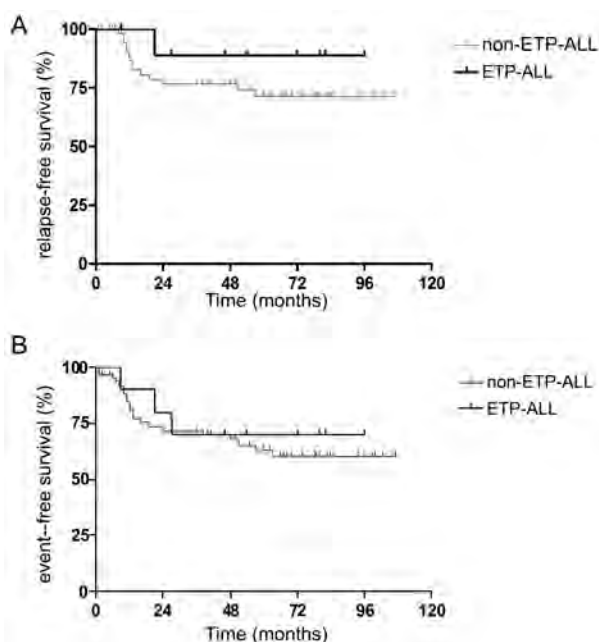 A
relapse-free survival (%)
100
75
50
25
0
0 24 48 72 96 120
Time (months)
non-ETP-ALL
ETP-ALL
B
event--free survival (%)
100
75
50
25
0
0 24 48 72 96 120
Time (months)
non-ETP-ALL
ETP-ALL